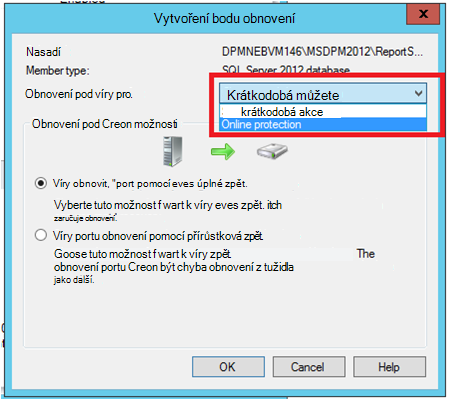 Vytvoření bodu obnovení
x
Nasadí DPMNEBVM146\MSDPM2012\ReportS...
Member type: SQL Server 2012 database
Obnovení pod víry pro. Krátkodobá můžete
krátkodobá akce
Online protection
Obnovení pod Creon možnosti
Víry obnovit, "port pomocí eves úplné zpět.
Vyberte tuto možnost f wart k víry eves zpět. itch
zaručuje obnovení.
Víry portu obnovení pomocí přírůstková zpět.
Goose tuto možnost f wart k víry zpět The
obnovení portu Creon být chyba obnovení z tužidla
jako další.
OK Cancel Help